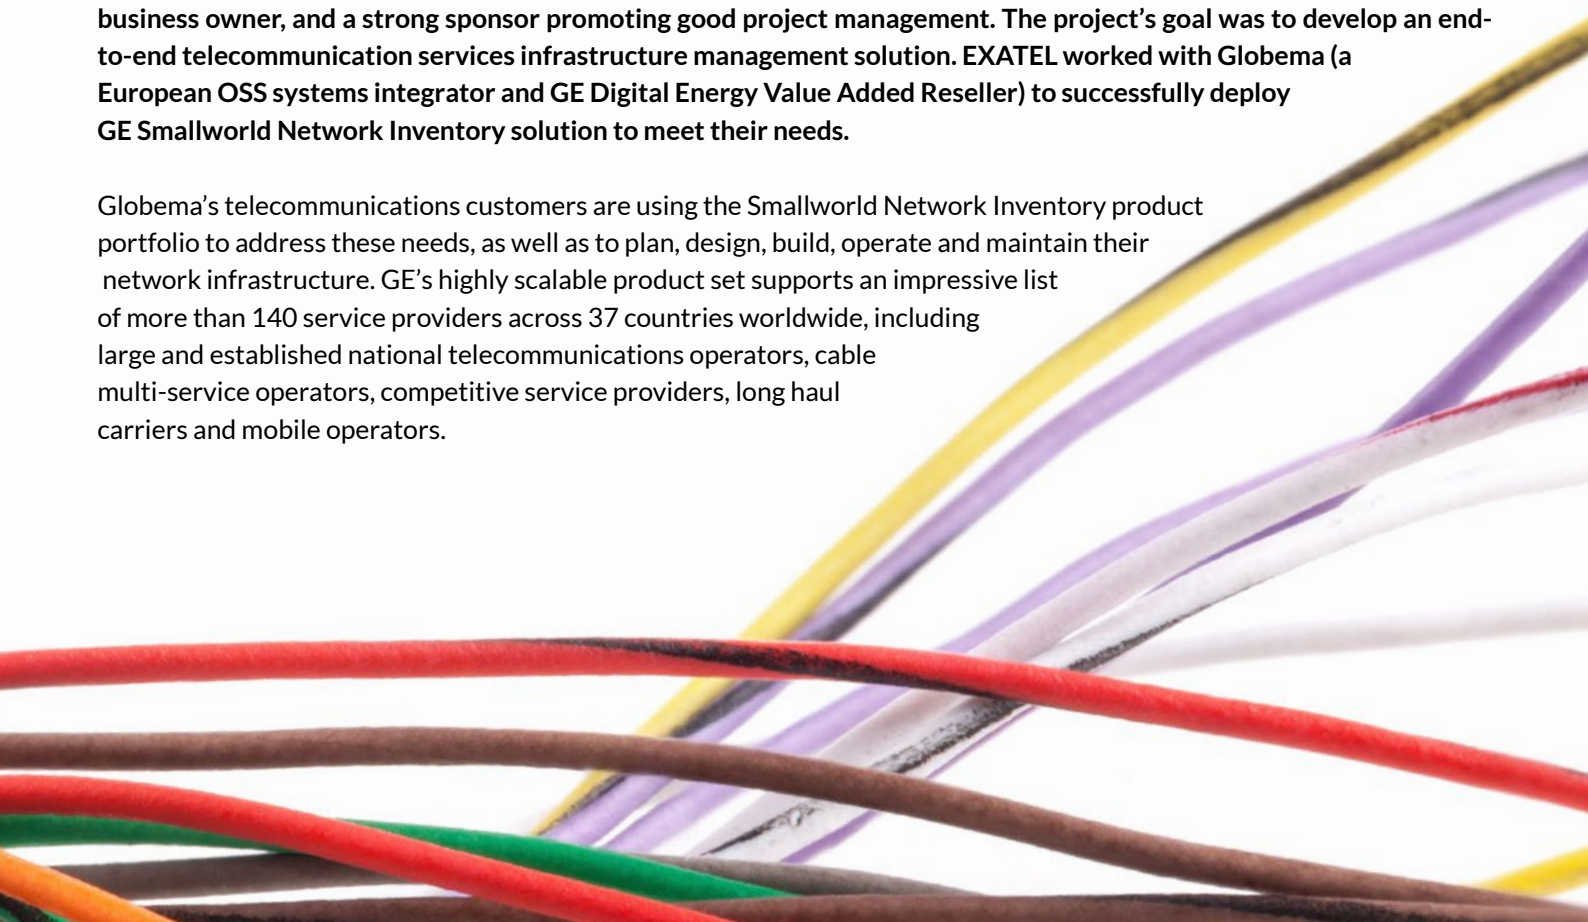 business owner, and a strong sponsor promoting good project management. The project’s goal was to develop an end-
to-end telecommunication services infrastructure management solution. EXATEL worked with Globema (a
European OSS systems integrator and GE Digital Energy Value Added Reseller) to successfully deploy
GE Smallworld Network Inventory solution to meet their needs.
Globema’s telecommunications customers are using the Smallworld Network Inventory product
portfolio to address these needs, as well as to plan, design, build, operate and maintain their
network infrastructure. GE’s highly scalable product set supports an impressive list
of more than 140 service providers across 37 countries worldwide, including
large and established national telecommunications operators, cable
multi-service operators, competitive service providers, long haul
carriers and mobile operators.